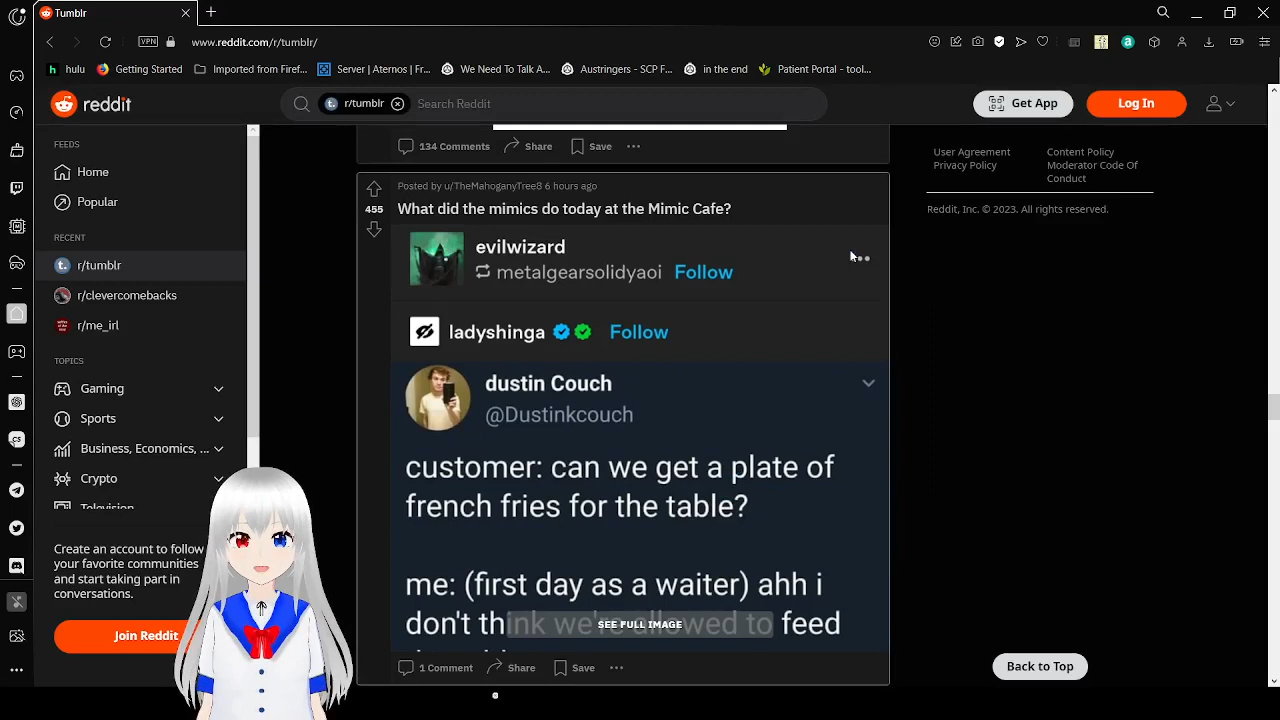 Tumblr
VPN
www.reddit.com/r/tumblr/
hulu
Getting Started
Imported from Firef...
Server | Aternos | Fr...
We Need To Talk A...
Austringers - SCP F...
in the end
Patient Portal - tool...
reddit
r/tumblr
Search Reddit
Get App
Log In
FEEDS
Home
Popular
RECENT
r/tumblr
r/clevercomebacks
r/me_irl
TOPICS
Gaming
Sports
Business, Economics, ...
Crypto
Television
Create an account to follow
your favorite communities
and start taking part in
conversations.
Join Reddit
134 Comments
Share
Save
Posted by u/TheMahoganyTree8 6 hours ago
455
What did the mimics do today at the Mimic Cafe?
evilwizard
metalgearsolidyaoi Follow
ladyshinga Follow
dustin Couch
@Dustinkcouch
customer: can we get a plate of
french fries for the table?
me: (first day as a waiter) ahh i
don't think we're allowed to feed
SEE FULL IMAGE
1 Comment
Share
Save
User Agreement
Privacy Policy
Content Policy
Moderator Code Of
Conduct
Reddit, Inc. © 2023. All rights reserved.
Back to Top